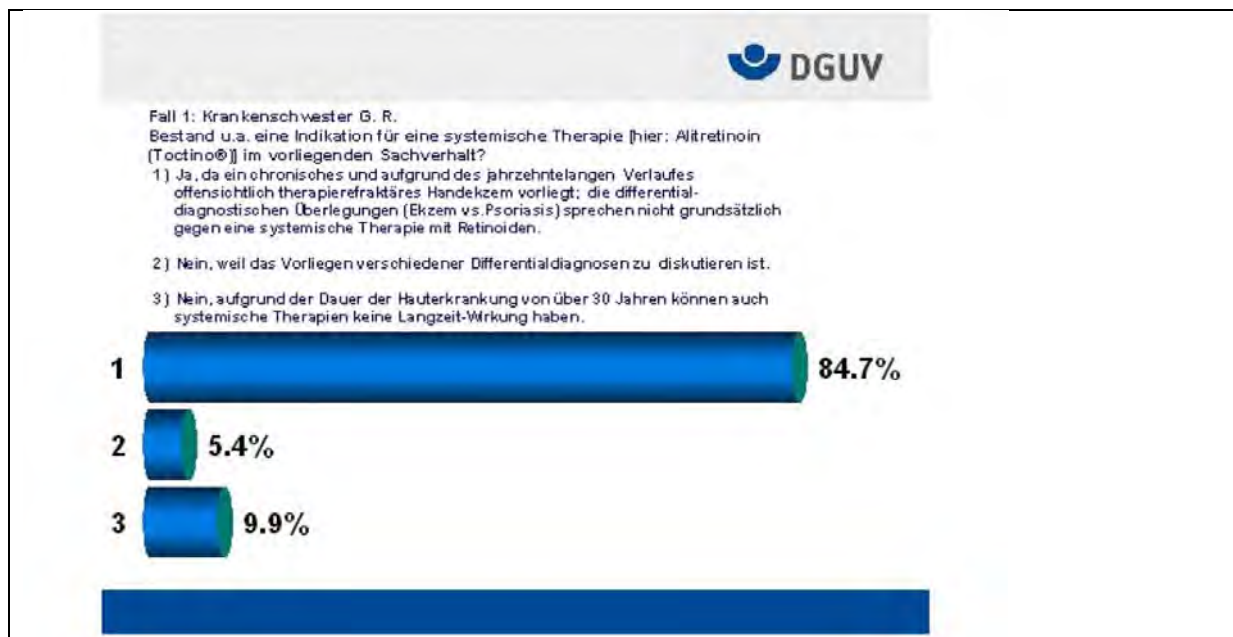 DGUV
Fall 1: Krankenschwester G. R.
Bestand u.a. eine Indikation für eine systemische Therapie [hier: Alitretinoin
(Toctino®)] im vorliegenden Sachverhalt?
1) Ja, da ein chronisches und aufgrund des jahrzehntelangen Verlaufes
offensichtlich therapierefraktäres Handekzem vorliegt; die differential-
diagnostischen Überlegungen (Ekzem vs.Psoriasis) sprechen nicht grundsätzlich
gegen eine systemische Therapie mit Retinoiden.
2) Nein, weil das Vorliegen verschiedener Differentialdiagnosen zu diskutieren ist.
3) Nein, aufgrund der Dauer der Hauterkrankung von über 30 Jahren können auch
systemische Therapien keine Langzeit-Wirkung haben.
1 84.7%
2 5.4%
3 9.9%